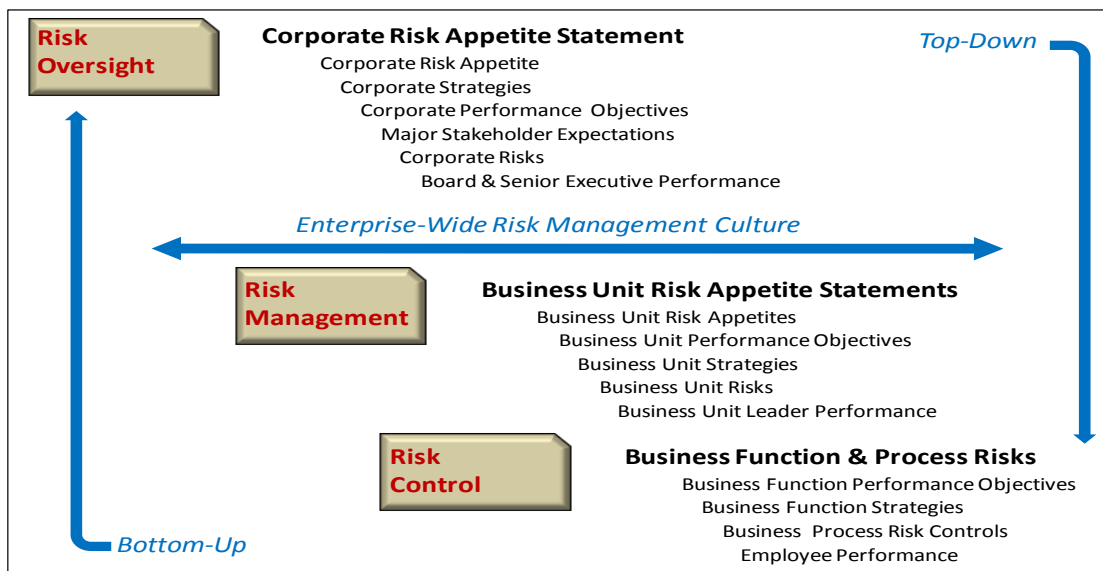 Risk
Oversight
Corporate Risk Appetite Statement
Top-Down
Corporate Risk Appetite
Corporate Strategies
Corporate Performance Objectives
Major Stakeholder Expectations
Corporate Risks
Board & Senior Executive Performance
Enterprise-Wide Risk Management Culture
Risk
Management
Business Unit Risk Appetite Statements
Business Unit Risk Appetites
Business Unit Performance Objectives
Business Unit Strategies
Business Unit Risks
Business Unit Leader Performance
Risk
Control
Business Function & Process Risks
Business Function Performance Objectives
Business Function Strategies
Business Process Risk Controls
Employee Performance
Bottom-Up